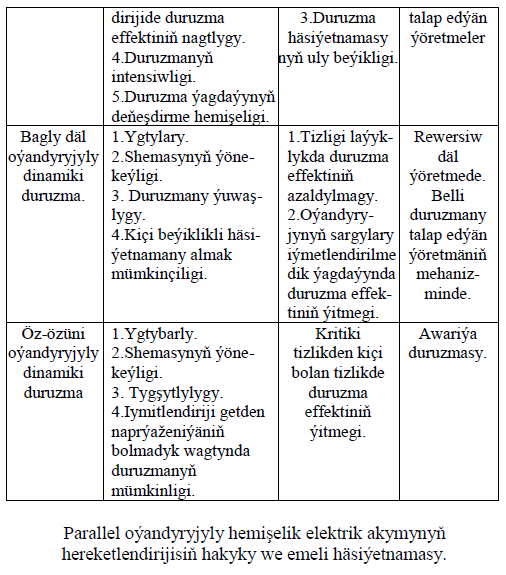 dirijide duruzma
effektiniň nagtlygy.
4.Duruzmanyň
intensiwligi.
5.Duruzma ýagdaýynyň
deňeşdirme hemişeligi.
3.Duruzma
häsiýetnamasy
nyň uly beýikligi.
talap edýän
ýöretmeler
Bagly däl
oýandyryjyly
dinamiki
duruzma.
1.Ygtylary.
2.Shemasynyň ýöne-
keýligi.
3. Duruzmany ýuwaş-
lygy.
4.Kiçi beýiklikli häsi-
ýetnamany almak
mümkinçiligi.
1.Tizligi laýyk-
lykda duruzma
effektiniň
azaldylmagy.
2.Oýandyry-
jynyň sargylary
iýmetlendirilme
dik ýagdaýynda
duruzma effek-
tiniň ýitmegi.
Rewersiw
däl
ýöretmede.
Belli
duruzmany
talap edýän
ýöretmäniň
mehaniz-
minde.
Öz-özüni
oýandyryjyly
dinamiki
duruzma
1.Ygtybarly.
2.Shemasynyň ýöne-
keýligi.
3. Tygşytlylygy.
4.Iymitlendiriji getden
naprýaženiýäniň
bolmadyk wagtynda
duruzmanyň
mümkinligi.
Kritiki
tizlikden kiçi
bolan tizlikde
duruzma
effektiniň
ýitmegi.
Awariýa
duruzmasy.
Parallel oýandyryjyly hemişelik elektrik akymynyň
hereketlendirijisiň hakyky we emeli häsiýetnamasy.